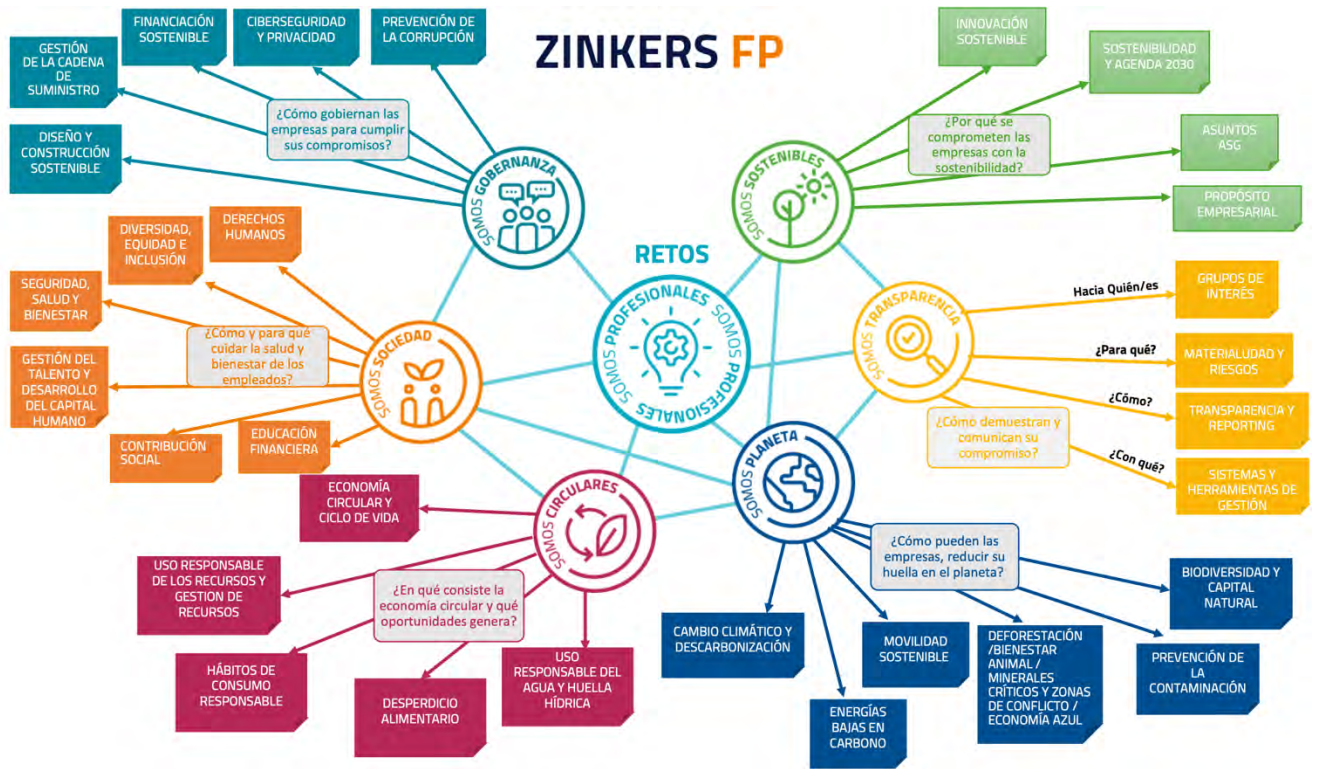 ZINKERS FP
FINANCIACIÓN
SOSTENIBLE
CIBERSEGURIDAD
Y PRIVACIDAD
PREVENCIÓN DE
LA CORRUPCIÓN
GESTIÓN
DE LA CADENA
DE
SUMINISTRO
DISEÑO Y
CONSTRUCCIÓN
SOSTENIBLE
¿Cómo gobiernan las
empresas para cumplir
sus compromisos?
SOMOS GOBERNANZA
INNOVACIÓN
SOSTENIBLE
SOSTENIBILIDAD
Y AGENDA 2030
ASUNTOS
ASG
PROPÓSITO
EMPRESARIAL
¿Por qué se
comprometen las
empresas con la
sostenibilidad?
SOMOS SOSTENIBLES
DERECHOS
HUMANOS
DIVERSIDAD,
EQUIDAD E
INCLUSIÓN
SEGURIDAD,
SALUD Y
BIENESTAR
GESTIÓN DEL
TALENTO Y
DESARROLLO
DEL CAPITAL
HUMANO
CONTRIBUCIÓN
SOCIAL
EDUCACIÓN
FINANCIERA
¿Cómo y para qué
cuidar la salud y
bienestar de los
empleados?
SOMOS SOCIEDAD
RETOS
SOMOS PROFESIONALES
SOMOS PROFESIONALES
SOMOS TRANSPARENCIA
Hacia Quién/es
GRUPOS DE
INTERÉS
¿Para qué?
MATERIALUDAD Y
RIESGOS
¿Cómo?
TRANSPARENCIA Y
REPORTING
¿Con qué?
SISTEMAS Y
HERRAMIENTAS DE
GESTIÓN
¿Cómo demuestran y
comunican su
compromiso?
ECONOMÍA
CIRCULAR Y
CICLO DE VIDA
USO RESPONSABLE
DE LOS RECURSOS Y
GESTION DE
RECURSOS
HÁBITOS DE
CONSUMO
RESPONSABLE
DESPERDICIO
ALIMENTARIO
USO
RESPONSABLE DEL
AGUA Y HUELLA
HÍDRICA
¿En qué consiste la
economía circular y qué
oportunidades genera?
SOMOS CIRCULARES
SOMOS PLANETA
¿Cómo pueden las
empresas, reducir su
huella en el planeta?
CAMBIO CLIMÁTICO Y
DESCARBONIZACIÓN
ENERGÍAS
BAJAS EN
CARBONO
MOVILIDAD
SOSTENIBLE
DEFORESTACIÓN
/BIENESTAR
ANIMAL /
MINERALES
CRÍTICOS Y ZONAS
DE CONFLICTO /
ECONOMÍA AZUL
PREVENCIÓN DE
LA
CONTAMINACIÓN
BIODIVERSIDAD Y
CAPITAL
NATURAL